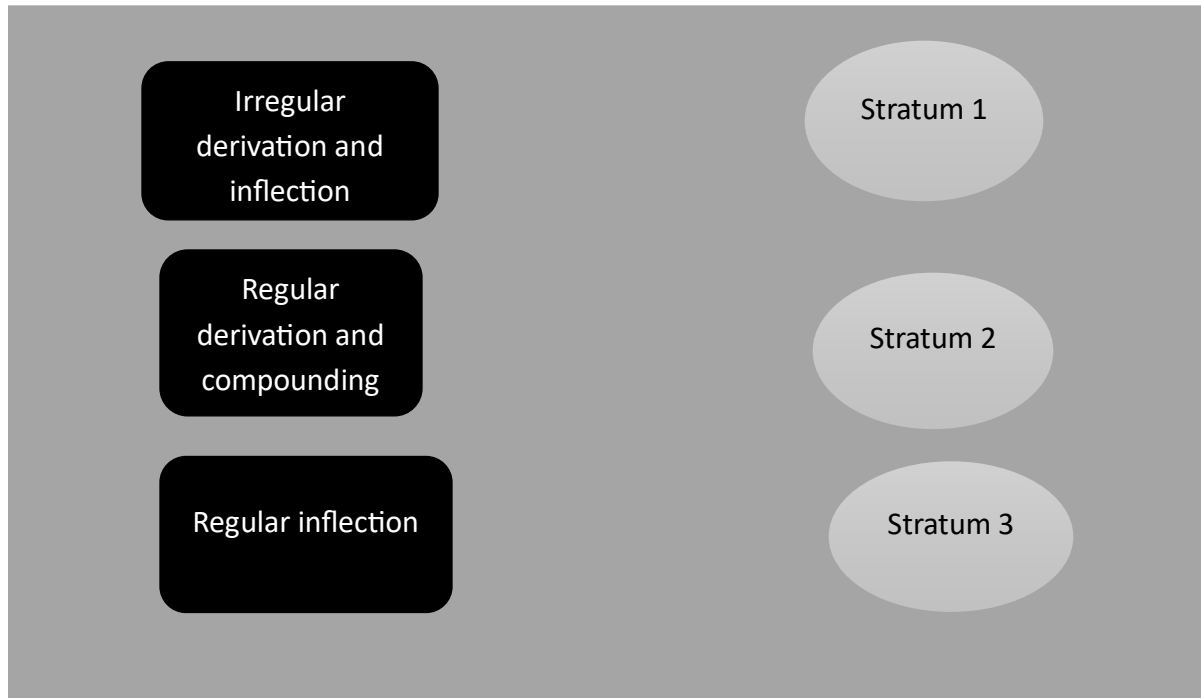 Irregular
derivation and
inflection
Stratum 1
Regular
derivation and
compounding
Stratum 2
Regular inflection
Stratum 3